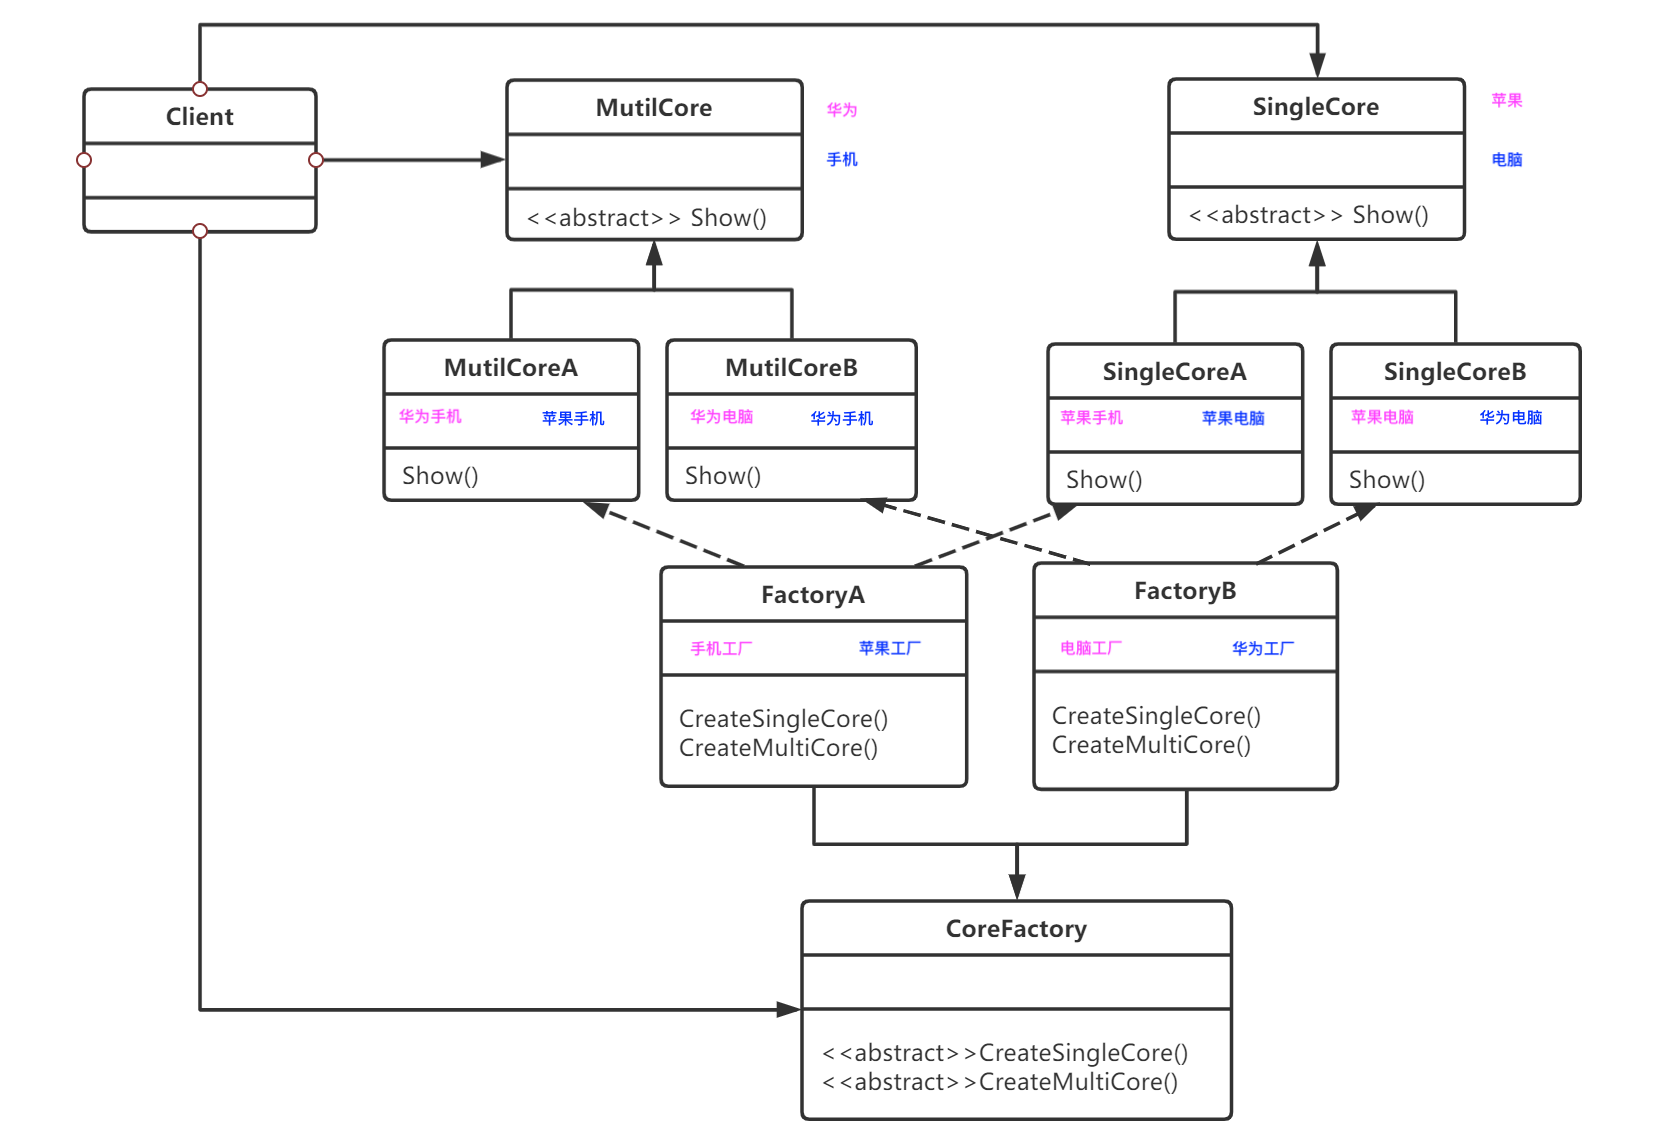 Client
MutilCore
华为
手机
<<abstract>> Show()
SingleCore
苹果
电脑
<<abstract>> Show()
MutilCoreA
华为手机 苹果手机
Show()
MutilCoreB
华为电脑 华为手机
Show()
SingleCoreA
苹果手机 苹果电脑
Show()
SingleCoreB
苹果电脑 华为电脑
Show()
FactoryA
手机工厂 苹果工厂
CreateSingleCore()
CreateMultiCore()
FactoryB
电脑工厂 华为工厂
CreateSingleCore()
CreateMultiCore()
CoreFactory
<<abstract>>CreateSingleCore()
<<abstract>>CreateMultiCore()